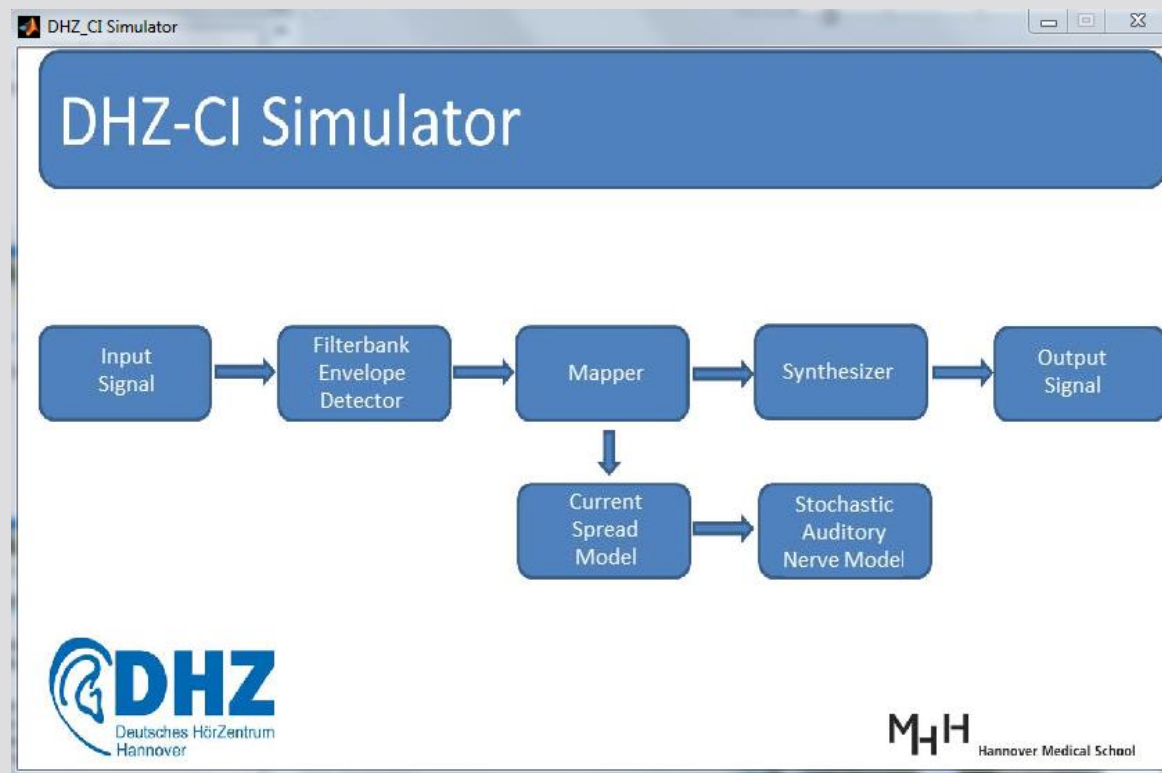 DHZ_CI Simulator
DHZ-CI Simulator
Input
Signal
Filterbank
Envelope
Detector
Mapper
Synthesizer
Output
Signal
Current
Spread
Model
Stochastic
Auditory
Nerve Model
DHZ
Deutsches HörZentrum
Hannover
MHH
Hannover Medical School